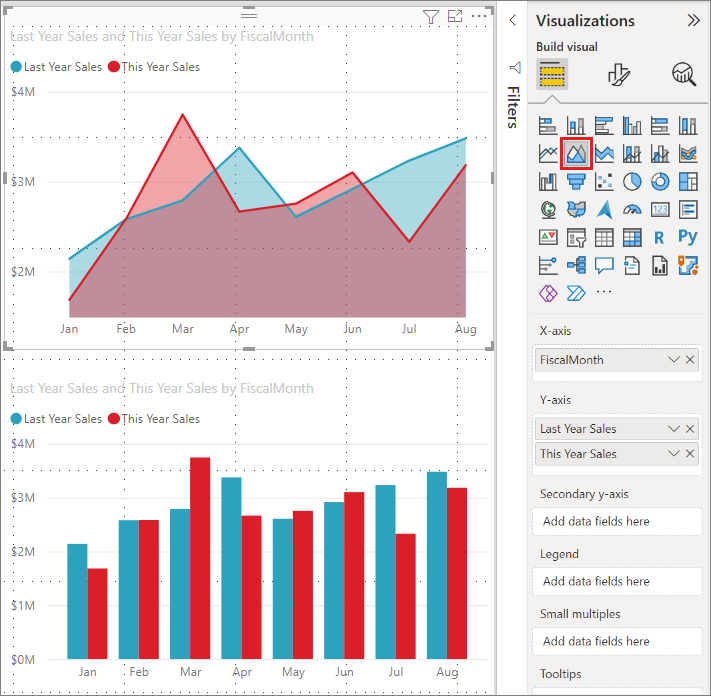 Last Year Sales and This Year Sales by FiscalMonth
Last Year Sales This Year Sales
$4M
$3M
$2M
Jan Feb Mar Apr May Jun Jul Aug
Last Year Sales and This Year Sales by FiscalMonth
Last Year Sales This Year Sales
$4M
$3M
$2M
$1M
$0M
Jan Feb Mar Apr May Jun Jul Aug
Filters
Visualizations
Build visual
123
R Py
X-axis
FiscalMonth
Y-axis
Last Year Sales
This Year Sales
Secondary y-axis
Add data fields here
Legend
Add data fields here
Small multiples
Add data fields here
Tooltips